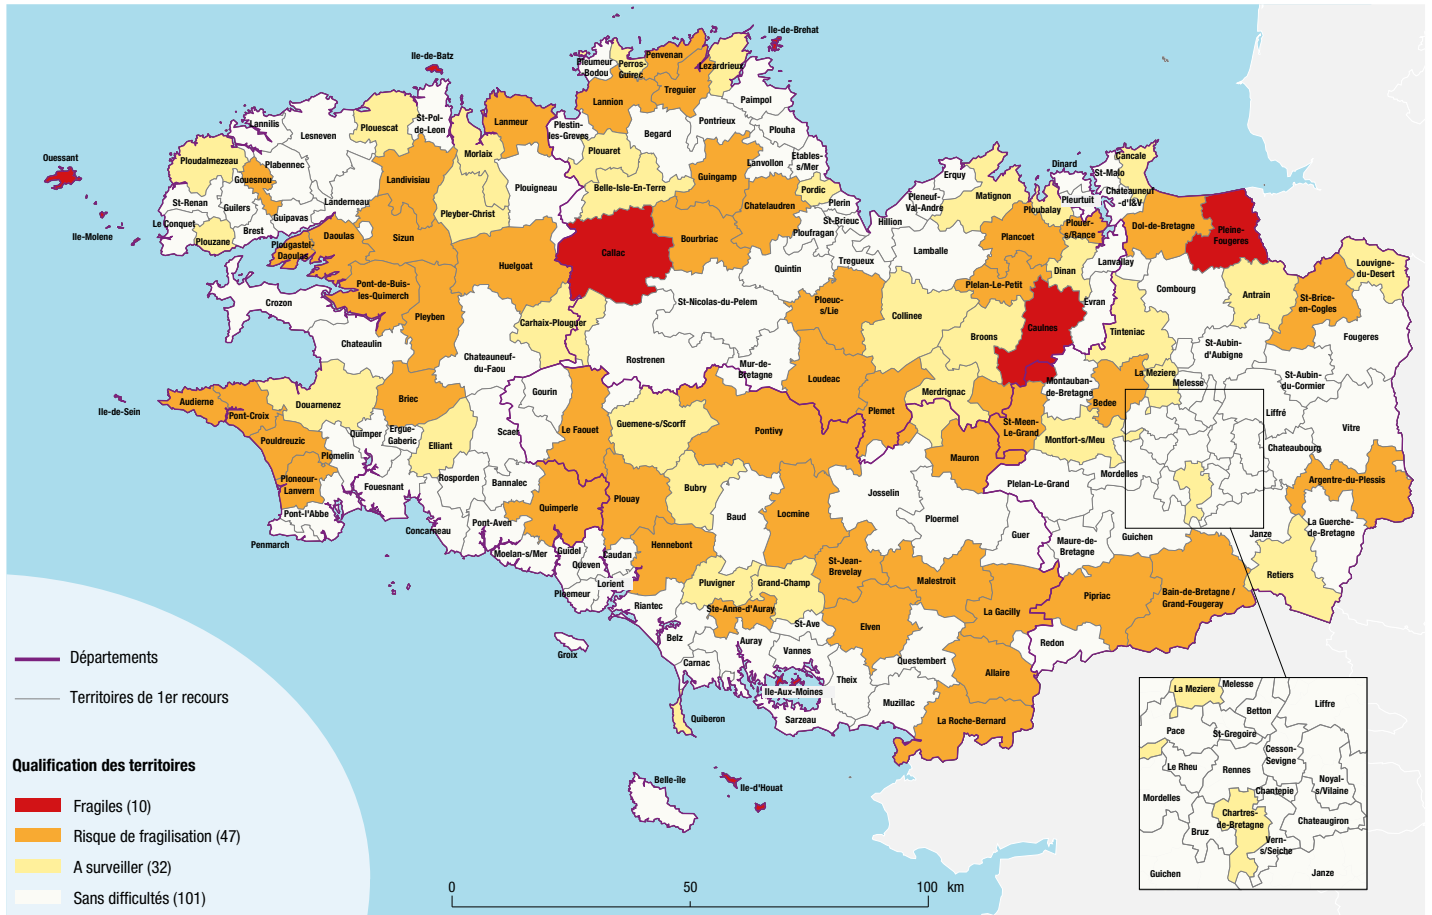 Ile-de-Brehat
Ile-de-Batz
Pleumeur
Bodou
Perros-
Guirec
Penvenan
Lezardrieux
Treguier
Lannion
Paimpol
Lannilis
Lesneven
Plouescat
St-Pol-
de-Leon
Lanmeur
Plestin-
les-Greves
Begard
Pontrieux
Plouha
Ouessant
Ploudalmezeau
Plabennec
Gouesnou
Landivisiau
Morlaix
Plouaret
Plouigneau
Belle-Isle-En-Terre
Guingamp
Lanvollon
Etables-
s/Mer
Pordic
Plerin
St-Brieuc
Chatelaudren
Ploufragan
Hillion
Erquy
Pleneuf-
Val-André
Matignon
Dinard
Cancale
St-Malo
Chateauneuf
-d'I&V
Pleurtuit
Ploubalay
Plouer-
s/Rance
Dol-de-Bretagne
Pleine-
Fougeres
St-Renan
Guilers
Guipavas
Landerneau
Le Conquet
Brest
Plouzane
Ile-Molene
Plougastel-
Daoulas
Daoulas
Sizun
Pleyber-Christ
Huelgoat
Callac
Bourbriac
Quintin
Tregueux
Lamballe
Plancoet
Plelan-Le-Petit
Dinan
Lanvallay
Evran
Combourg
Antrain
St-Brice-
en-Cogles
Louvigne-
du-Desert
Crozon
Pont-de-Buis-
les-Quimerch
Pleyben
Chateaulin
Chateauneuf-
du-Faou
Carhaix-Plouguer
St-Nicolas-du-Pelem
Rostrenen
Mur-de-
Bretagne
Ploeuc-
s/Lie
Collinee
Broons
Caulnes
Tinteniac
St-Aubin-
d'Aubigne
Fougeres
Loudeac
Merdrignac
Plemet
Montauban-
de-Bretagne
La Meziere
Melesse
Bedee
St-Aubin-
du-Cormier
Liffré
Vitre
Ile-de-Sein
Audierne
Pont-Croix
Douarnenez
Briec
Gourin
Le Faouet
Guemene-s/Scorff
Pontivy
St-Meen-
Le-Grand
Montfort-s/Meu
Mauron
Mordelles
Chateaubourg
Argentre-du-Plessis
Pouldreuzic
Plomelin
Quimper
Ergue-
Gaberic
Elliant
Scaer
Rosporden
Bannalec
Ploneour-
Lanvern
Fouesnant
Pont-l'Abbe
Penmarch
Concarneau
Pont-Aven
Moelan-s/Mer
Quimperle
Plouay
Bubry
Baud
Locmine
Josselin
Ploermel
Plelan-Le-Grand
Guer
Maure-de-
Bretagne
Guichen
Janze
La Guerche-
de-Bretagne
Retiers
Guidel
Queven
Caudan
Hennebont
Lorient
Ploemeur
Riantec
Pluvigner
Grand-Champ
Ste-Anne-d'Auray
St-Jean-
Brevelay
Malestroit
Elven
La Gacilly
Pipriac
Bain-de-Bretagne /
Grand-Fougeray
Redon
Groix
Belz
Carnac
Auray
St-Ave
Vannes
Ile-Aux-Moines
Theix
Questembert
Allaire
Muzillac
La Roche-Bernard
Sarzeau
Quiberon
Belle-île
Ile-d'Houat
Départements
Territoires de 1er recours
Qualification des territoires
Fragiles (10)
Risque de fragilisation (47)
A surveiller (32)
Sans difficultés (101)
0 50 100 km
La Meziere
Melesse
Betton
Liffre
Pace
St-Gregoire
Cesson-
Sevigne
Le Rheu
Rennes
Noyal-
s/Vilaine
Mordelles
Chantepie
Chartres-
de-Bretagne
Chateaugiron
Bruz
Vern-
s/Seiche
Guichen
Janze